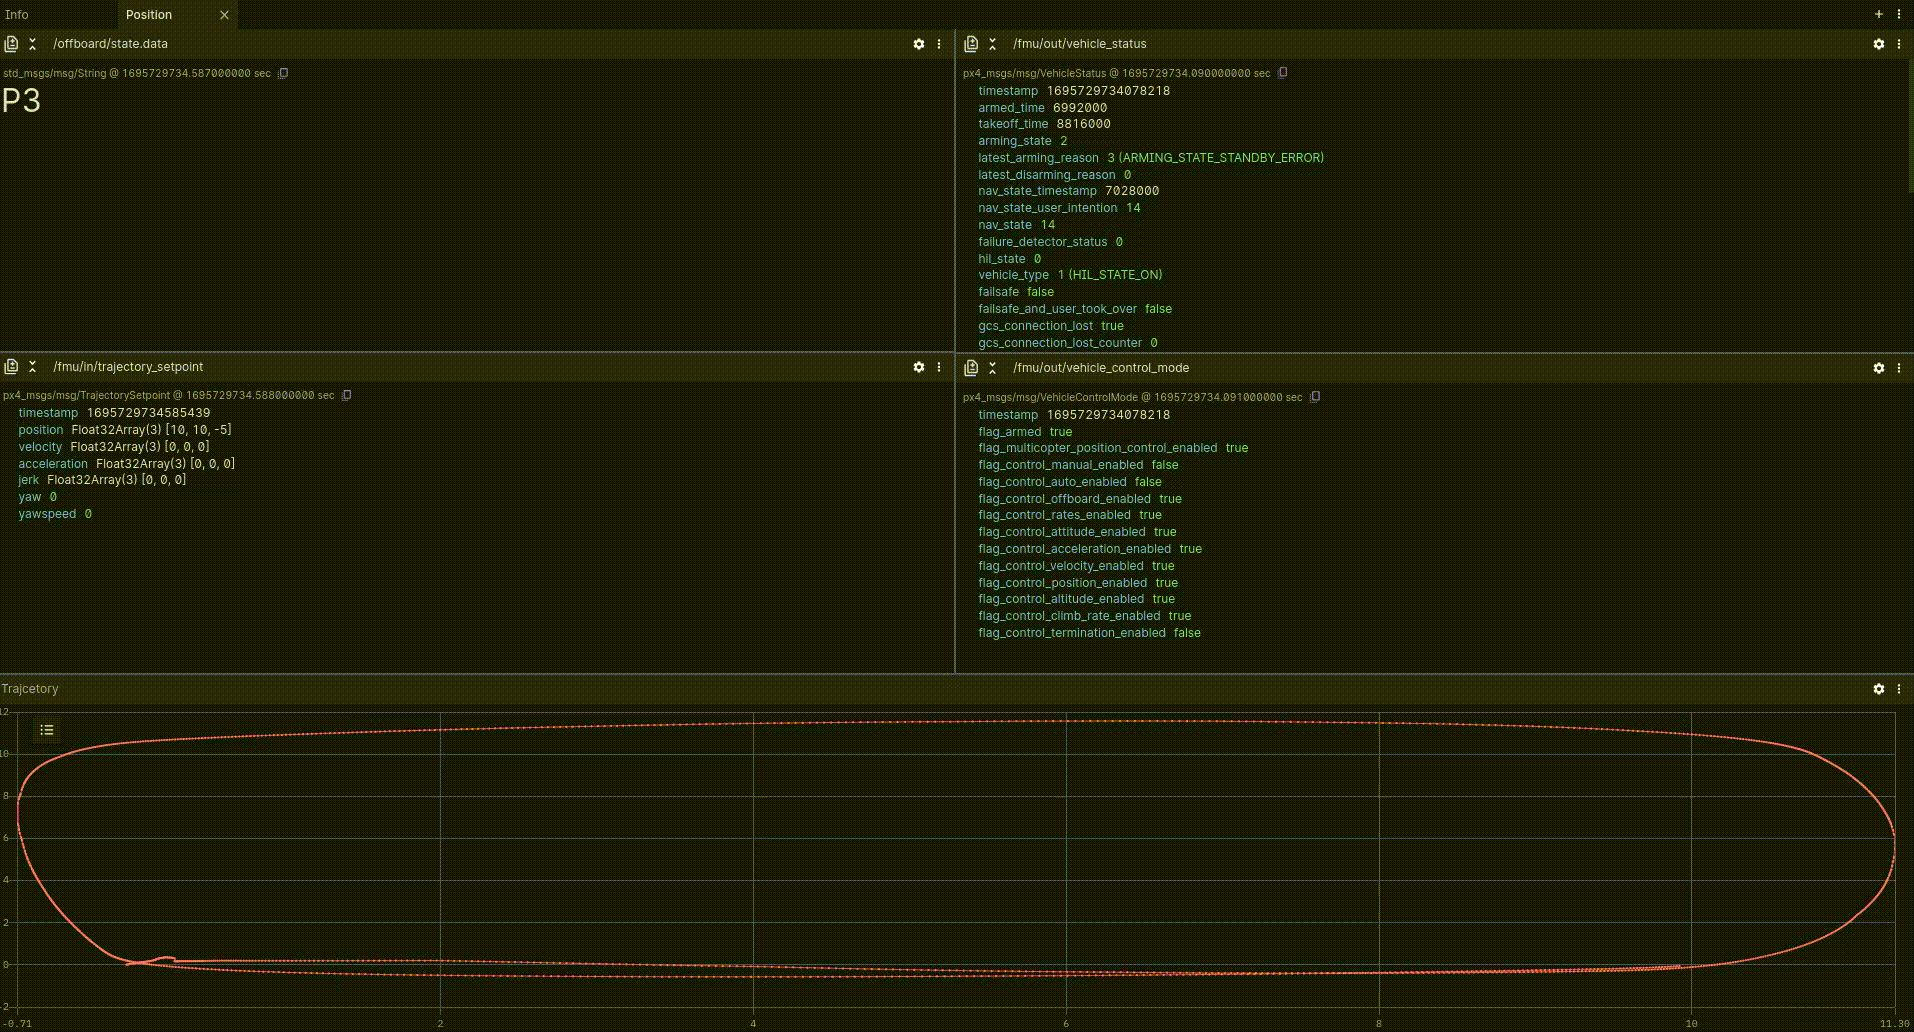 Info
Position
/offboard/state.data
std_msgs/msg/String @ 1695729734.587000000 sec
P3
/fmu/out/vehicle_status
px4_msgs/msg/VehicleStatus @ 1695729734.090000000 sec
timestamp 1695729734078218
armed_time 6992000
takeoff_time 8816000
arming_state 2
latest_arming_reason 3 (ARMING_STATE_STANDBY_ERROR)
latest_disarming_reason 0
nav_state_timestamp 7028000
nav_state_user_intention 14
nav_state 14
failure_detector_status 0
hil_state 0
vehicle_type 1 (HIL_STATE_ON)
failsafe false
failsafe_and_user_took_over false
gcs_connection_lost true
gcs_connection_lost_counter 0
/fmu/in/trajectory_setpoint
px4_msgs/msg/TrajectorySetpoint @ 1695729734.588000000 sec
timestamp 1695729734585439
position Float32Array(3) [10, 10, -5]
velocity Float32Array(3) [0, 0, 0]
acceleration Float32Array(3) [0, 0, 0]
jerk Float32Array(3) [0, 0, 0]
yaw 0
yawspeed 0
/fmu/out/vehicle_control_mode
px4_msgs/msg/VehicleControlMode @ 1695729734.091000000 sec
timestamp 1695729734078218
flag_armed true
flag_multicopter_position_control_enabled true
flag_control_manual_enabled false
flag_control_auto_enabled false
flag_control_offboard_enabled true
flag_control_rates_enabled true
flag_control_attitude_enabled true
flag_control_acceleration_enabled true
flag_control_velocity_enabled true
flag_control_position_enabled true
flag_control_altitude_enabled true
flag_control_climb_rate_enabled true
flag_control_termination_enabled false
Trajcetory
12
10
8
6
4
2
0
-2
-0.71 2 4 6 8 10 11.30